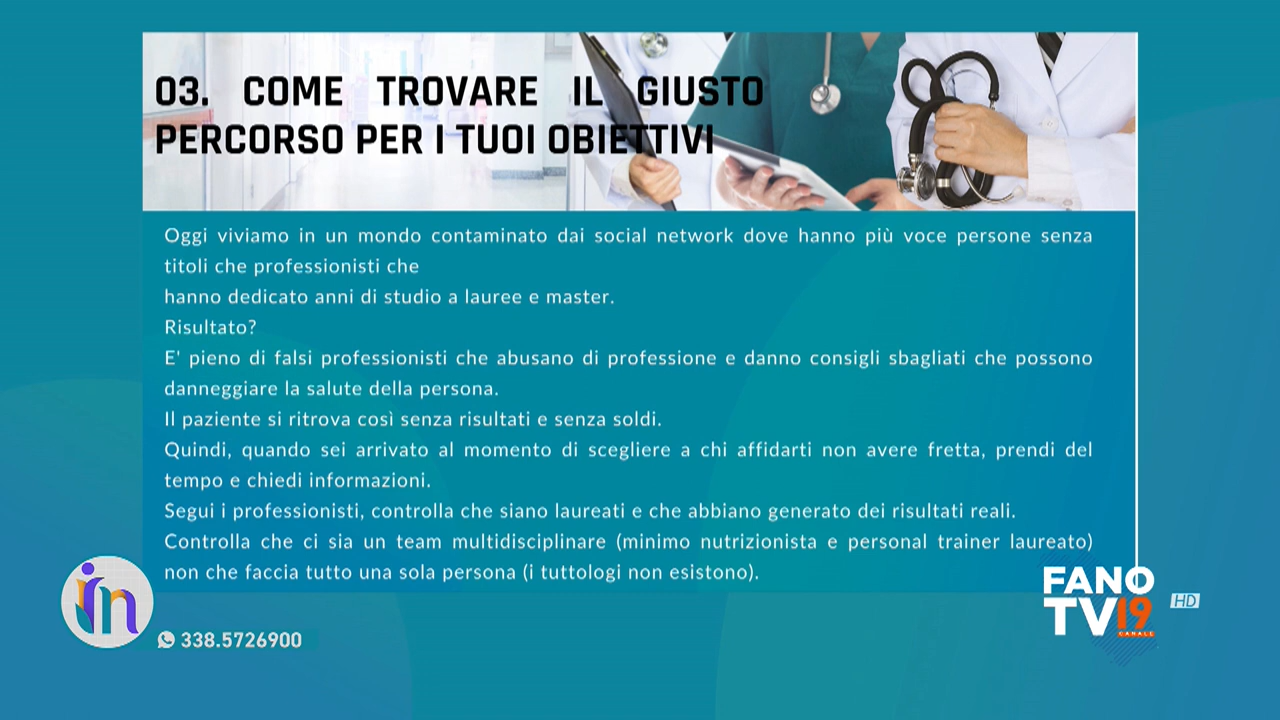 03. COME TROVARE IL GIUSTO
PERCORSO PER I TUOI OBIETTIVI
Oggi viviamo in un mondo contaminato dai social network dove hanno più voce persone senza
titoli che professionisti che
hanno dedicato anni di studio a lauree e master.
Risultato?
E' pieno di falsi professionisti che abusano di professione e danno consigli sbagliati che possono
danneggiare la salute della persona.
Il paziente si ritrova così senza risultati e senza soldi.
Quindi, quando sei arrivato al momento di scegliere a chi affidarti non avere fretta, prendi del
tempo e chiedi informazioni.
Segui i professionisti, controlla che siano laureati e che abbiano generato dei risultati reali.
Controlla che ci sia un team multidisciplinare (minimo nutrizionista e personal trainer laureato)
non che faccia tutto una sola persona (i tuttologi non esistono).
in
338.5726900
FANO
TV19
CANALE
HD